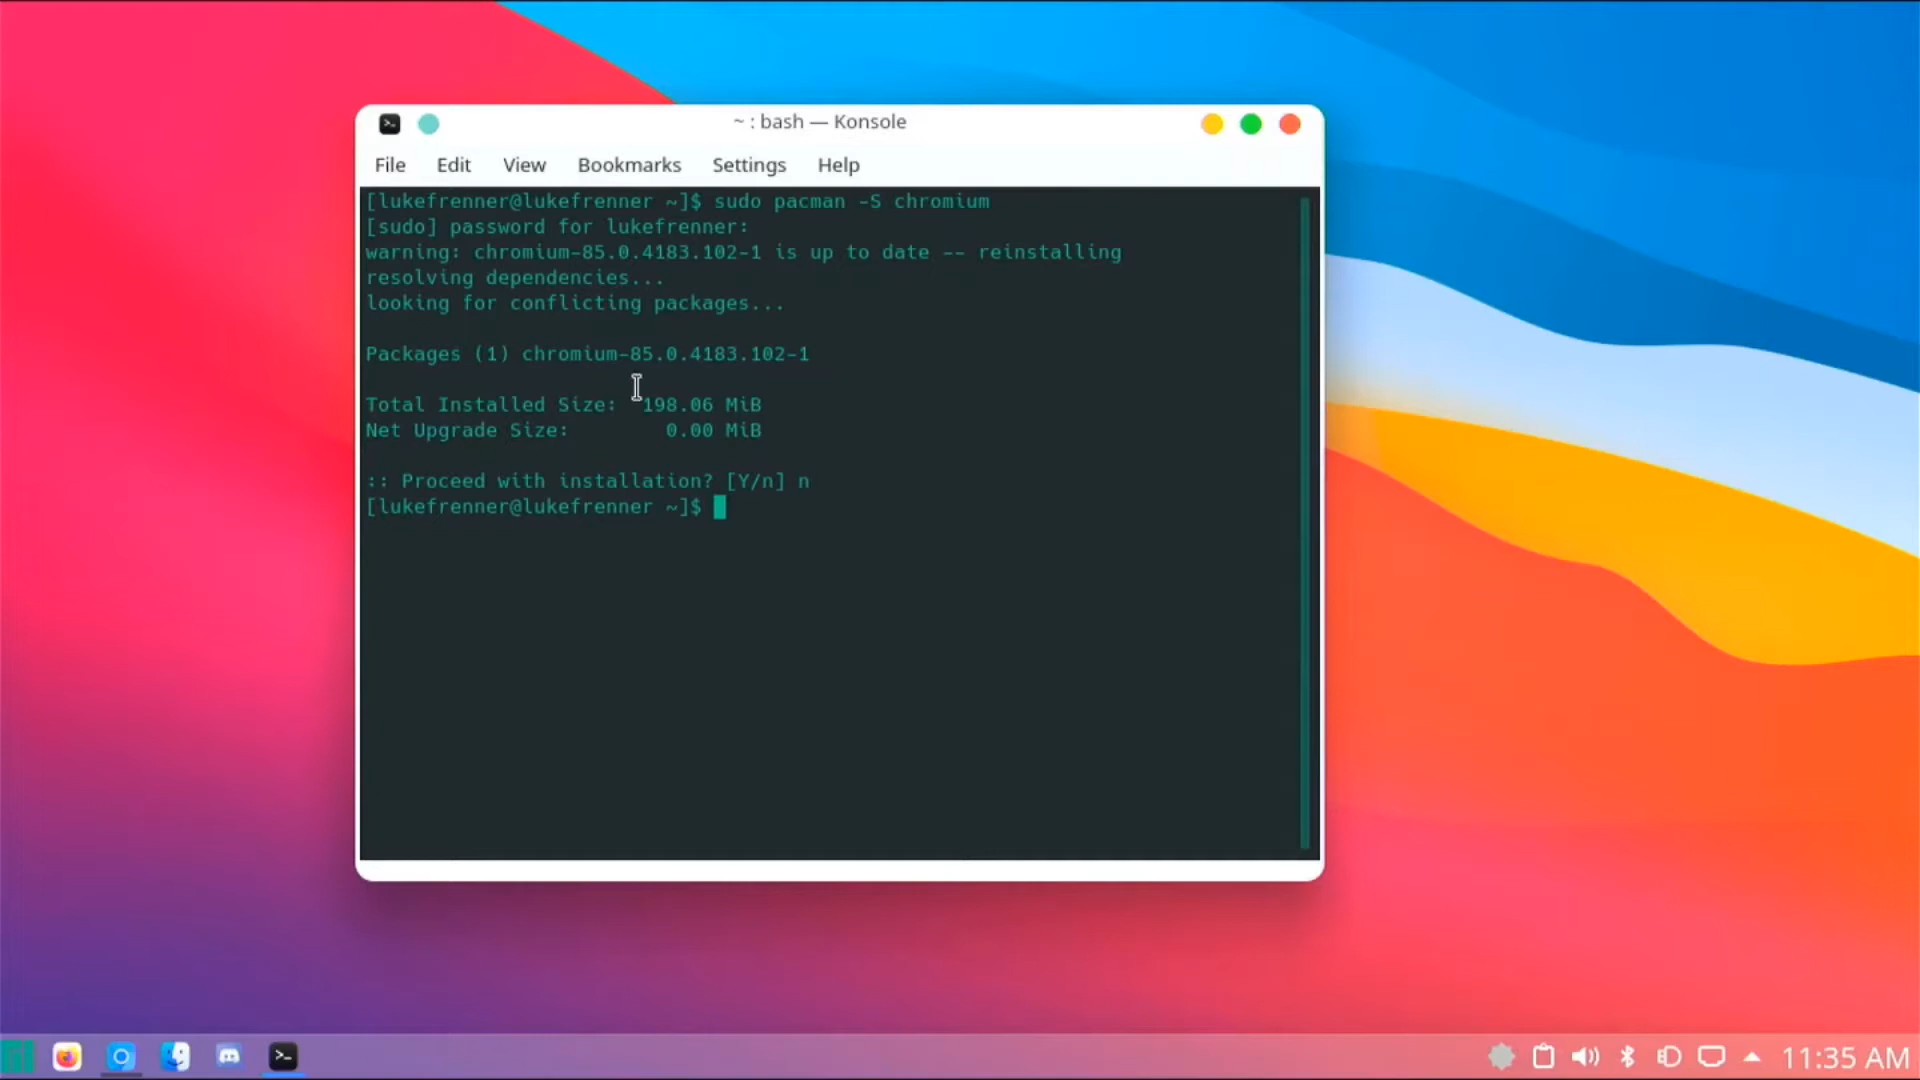 ~ : bash — Konsole
File Edit View Bookmarks Settings Help
[lukefrenner@lukefrenner ~]$ sudo pacman -S chromium
[sudo] password for lukefrenner:
warning: chromium-85.0.4183.102-1 is up to date -- reinstalling
resolving dependencies...
looking for conflicting packages...
Packages (1) chromium-85.0.4183.102-1
Total Installed Size:  198.06 MiB
Net Upgrade Size:        0.00 MiB
:: Proceed with installation? [Y/n] n
[lukefrenner@lukefrenner ~]$
11:35 AM